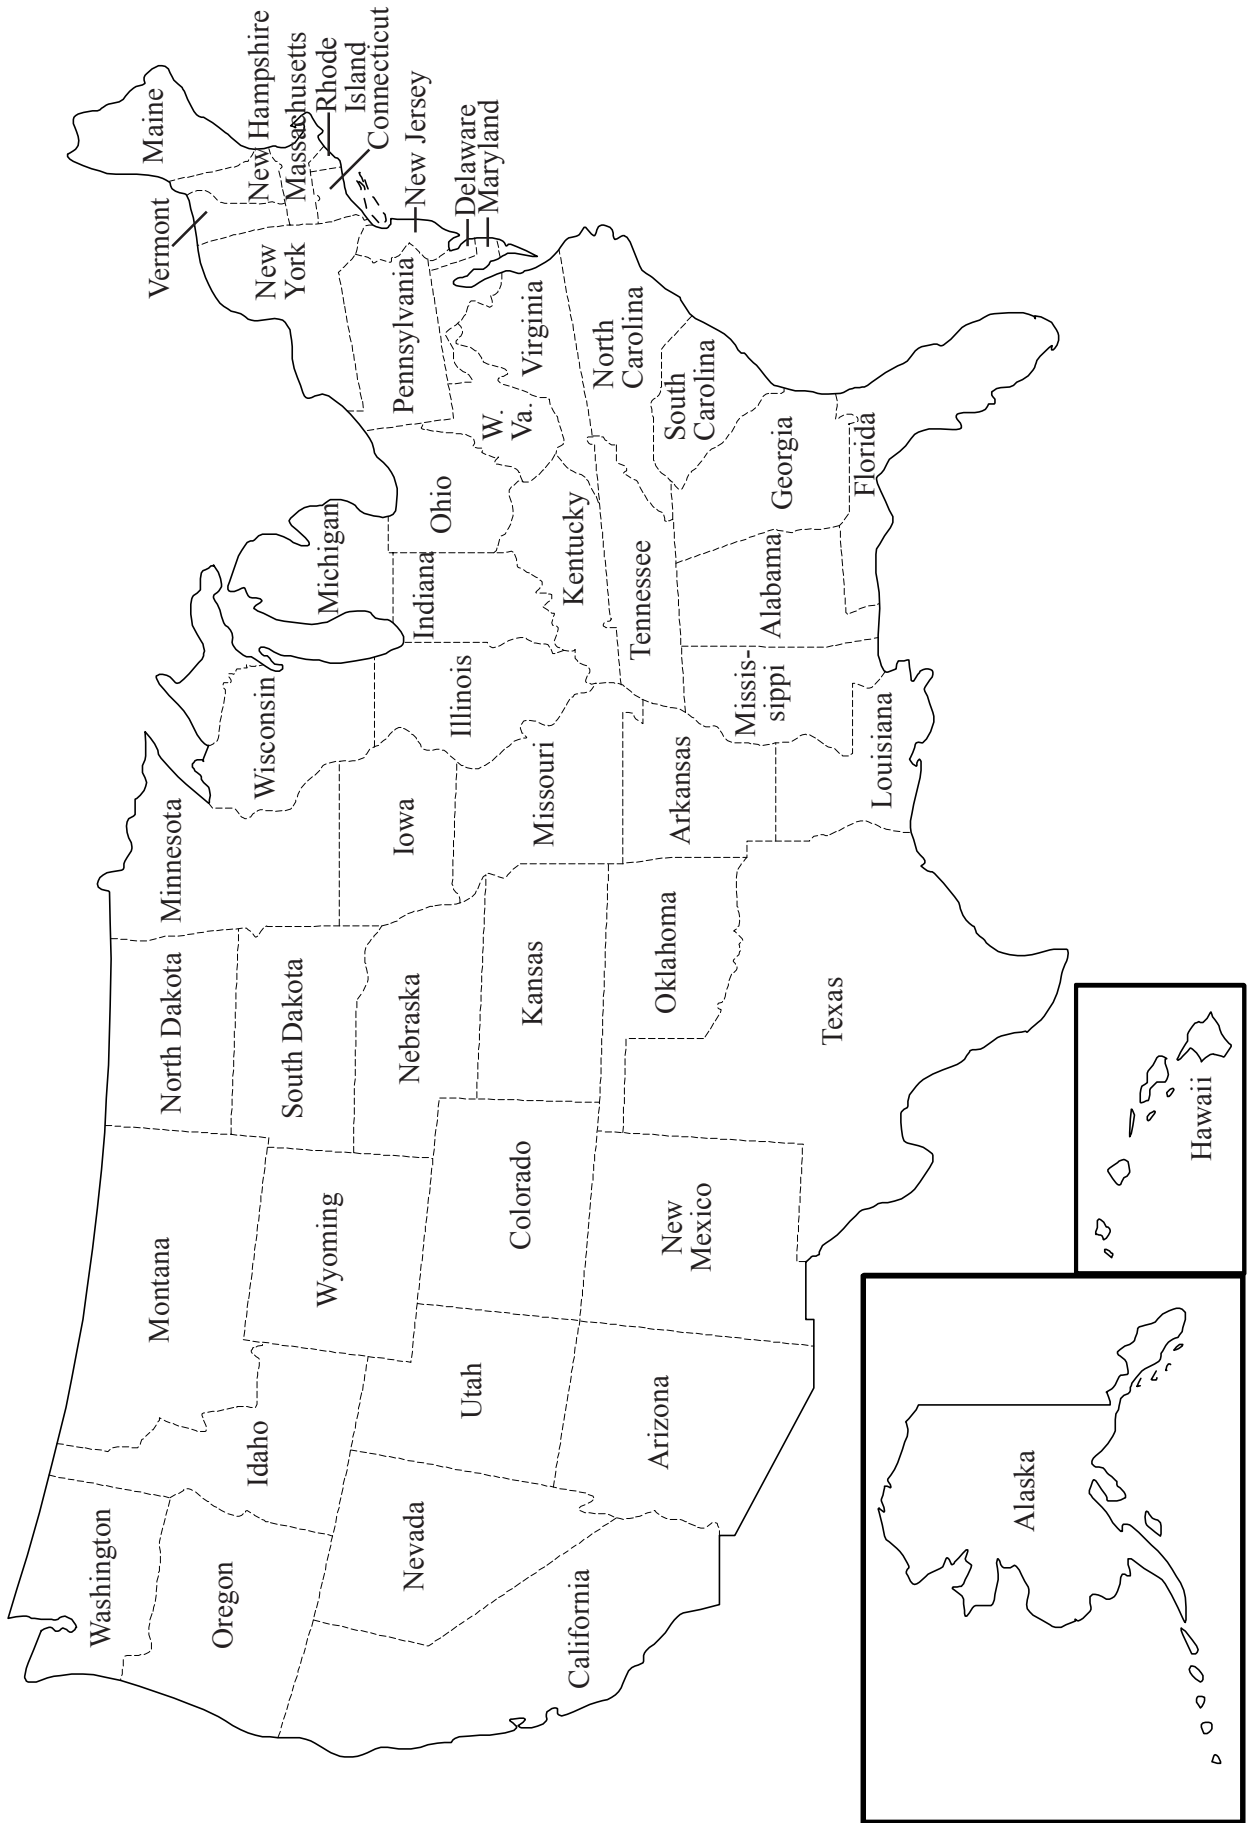 Washington
Oregon
California
Nevada
Idaho
Montana
Wyoming
Utah
Arizona
Colorado
New
Mexico
North Dakota
South Dakota
Nebraska
Kansas
Oklahoma
Texas
Minnesota
Iowa
Missouri
Arkansas
Louisiana
Wisconsin
Illinois
Michigan
Indiana
Ohio
Kentucky
Tennessee
Missis-
sippi
Alabama
Georgia
Florida
South
Carolina
North
Carolina
Virginia
W.
Va.
Pennsylvania
New
York
Vermont
Maine
New Hampshire
Massachusetts
Rhode
Island
Connecticut
New Jersey
Delaware
Maryland
Alaska
Hawaii